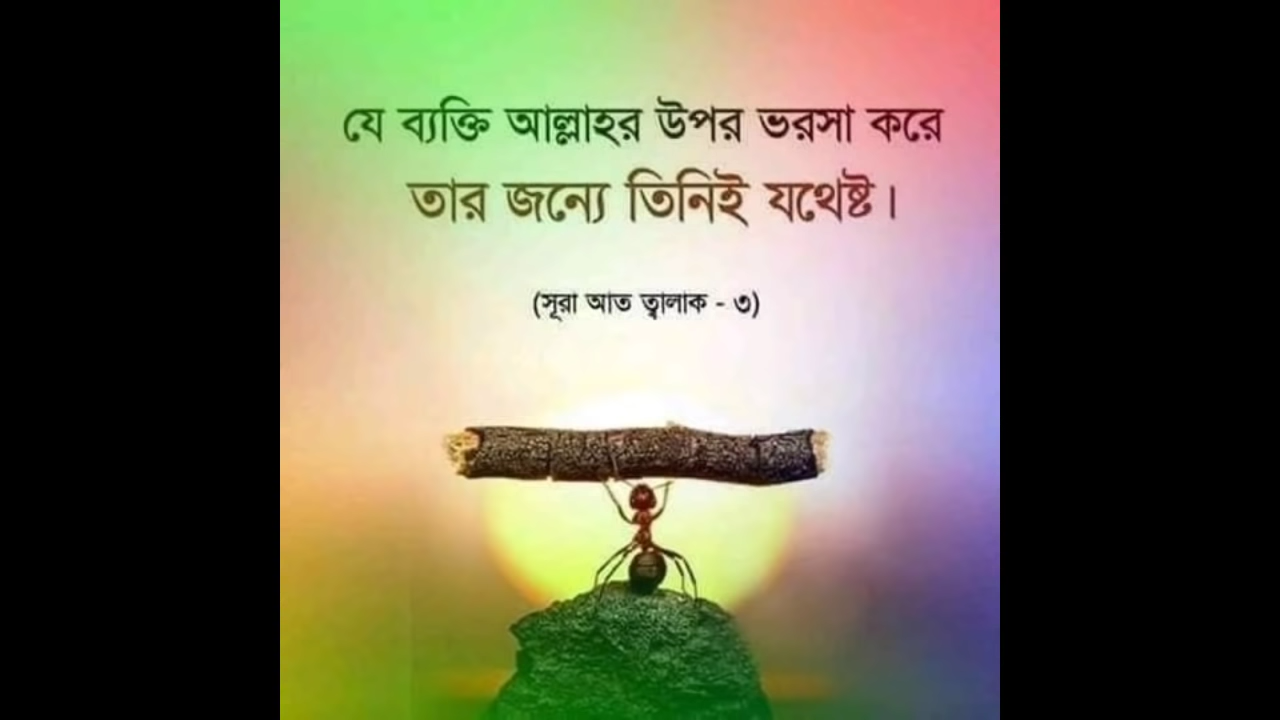 যে ব্যক্তি আল্লাহর উপর ভরসা করে
তার জন্যে তিনিই যথেষ্ট।
(সূরা আত ত্বালাক - ৩)